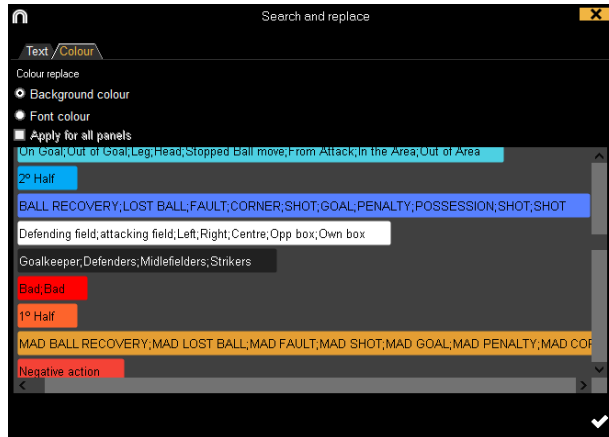 Search and replace
X
Text Colour
Colour replace
Background colour
Font colour
Apply for all panels
On Goal;Out of Goal;Leg;Head;Stopped Ball move;From Attack;In the Area;Out of Area
2º Half
BALL RECOVERY;LOST BALL;FAULT;CORNER;SHOT;GOAL;PENALTY;POSSESSION;SHOT;SHOT
Defending field;attacking field;Left;Right;Centre;Opp box;Own box
Goalkeeper;Defenders;Midlefielders;Strikers
Bad;Bad
1º Half
MAD BALL RECOVERY;MAD LOST BALL;MAD FAULT;MAD SHOT;MAD GOAL;MAD PENALTY;MAD COR
Negative action